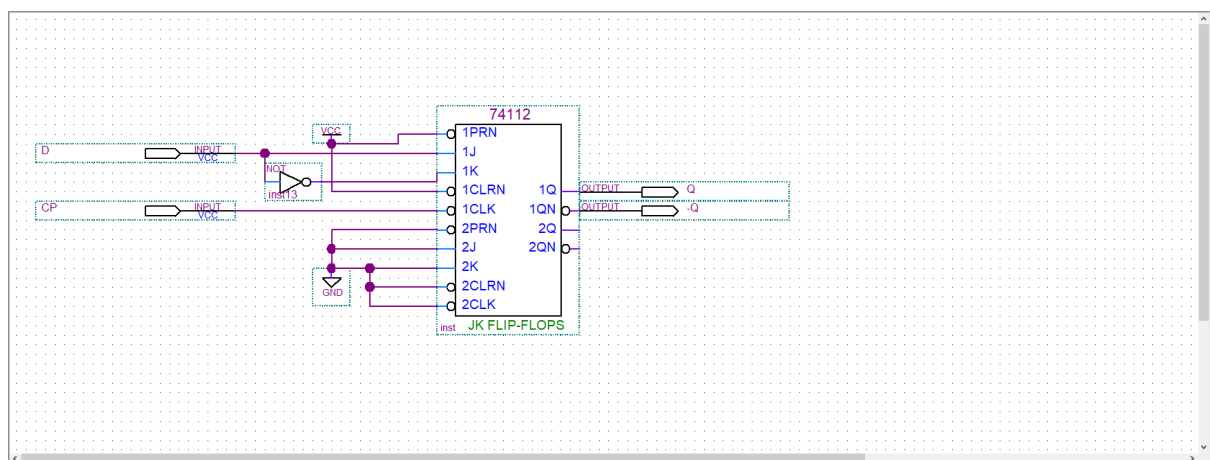 74112
VCC
1PRN
D
INPUT
VCC
1J
NOT
1K
inst13
1CLRN
1Q
OUTPUT
Q
CP
INPUT
VCC
1CLK
1QN
OUTPUT
-Q
2PRN
2Q
2J
2QN
2K
GND
2CLRN
2CLK
inst
JK FLIP-FLOPS